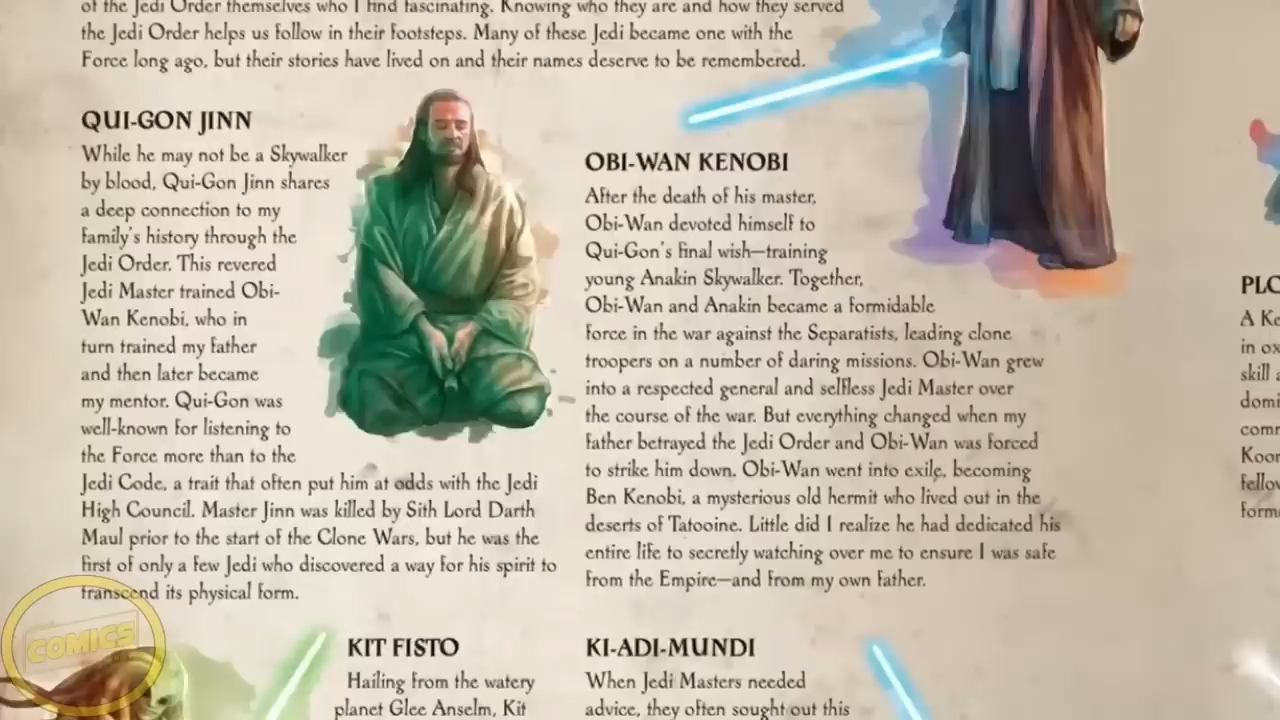 of the Jedi Order themselves who I find fascinating. Knowing who they are and how they served
the Jedi Order helps us follow in their footsteps. Many of these Jedi became one with the
Force long ago, but their stories have lived on and their names deserve to be remembered.
QUI-GON JINN
While he may not be a Skywalker
by blood, Qui-Gon Jinn shares
a deep connection to my
family's history through the
Jedi Order. This revered
Jedi Master trained Obi-
Wan Kenobi, who in
turn trained my father
and then later became
my mentor. Qui-Gon was
well-known for listening to
the Force more than to the
Jedi Code, a trait that often put him at odds with the Jedi
High Council. Master Jinn was killed by Sith Lord Darth
Maul prior to the start of the Clone Wars, but he was the
first of only a few Jedi who discovered a way for his spirit to
transcend its physical form.
OBI-WAN KENOBI
After the death of his master,
Obi-Wan devoted himself to
Qui-Gon's final wish—training
young Anakin Skywalker. Together,
Obi-Wan and Anakin became a formidable
force in the war against the Separatists, leading clone
troopers on a number of daring missions. Obi-Wan grew
into a respected general and selfless Jedi Master over
the course of the war. But everything changed when my
father betrayed the Jedi Order and Obi-Wan was forced
to strike him down. Obi-Wan went into exile, becoming
Ben Kenobi, a mysterious old hermit who lived out in the
deserts of Tatooine. Little did I realize he had dedicated his
entire life to secretly watching over me to ensure I was safe
from the Empire—and from my own father.
KIT FISTO
Hailing from the watery
planet Glee Anselm, Kit
KI-ADI-MUNDI
When Jedi Masters needed
advice, they often sought out this
PLO
A Ke
in ox
skill a
domi
comm
Koon
fellow
forme
COMICS